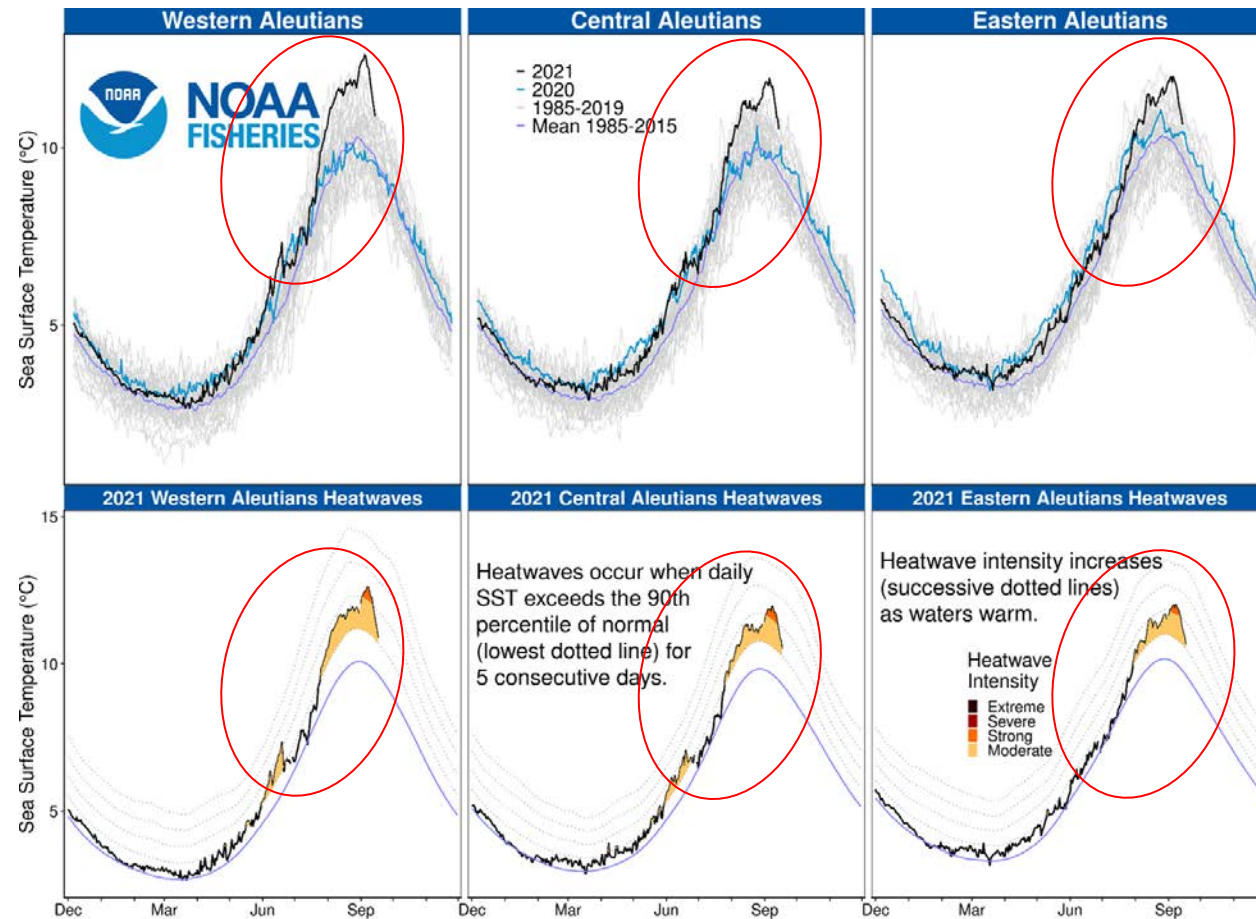 Western Aleutians
Central Aleutians
Eastern Aleutians
Sea Surface Temperature (°C)
10
5
NOAA
NOAA
FISHERIES
2021
2020
1985-2019
Mean 1985-2015
2021 Western Aleutians Heatwaves
2021 Central Aleutians Heatwaves
2021 Eastern Aleutians Heatwaves
Sea Surface Temperature (°C)
15
10
5
Heatwaves occur when daily
SST exceeds the 90th
percentile of normal
(lowest dotted line) for
5 consecutive days.
Heatwave intensity increases
(successive dotted lines)
as waters warm.
Heatwave
Intensity
Extreme
Severe
Strong
Moderate
Dec Mar Jun Sep
Dec Mar Jun Sep
Dec Mar Jun Sep